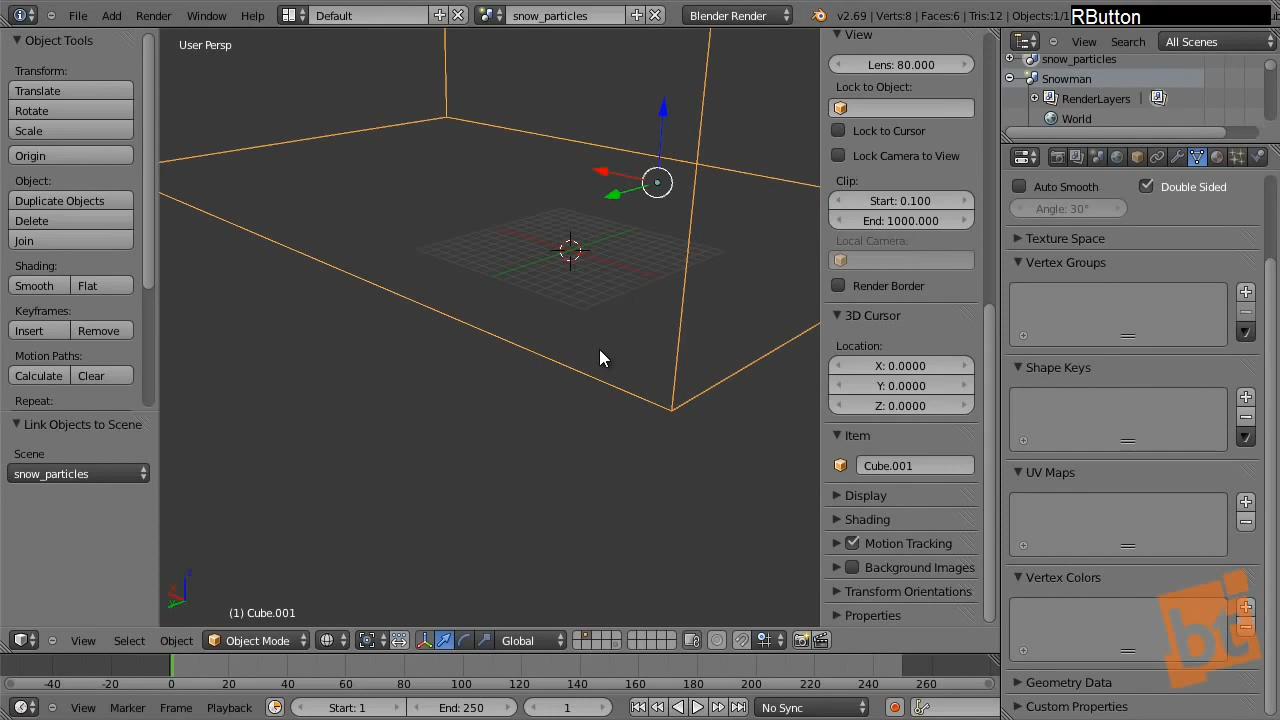 File Add Render Window Help Default snow_particles Blender Render v2.69 | Verts:8 | Faces:6 | Tris:12 | Objects:1/1
RButton
Object Tools
Transform:
Translate
Rotate
Scale
Origin
Object:
Duplicate Objects
Delete
Join
Shading:
Smooth Flat
Keyframes:
Insert Remove
Motion Paths:
Calculate Clear
Repeat:
Link Objects to Scene
Scene
snow_particles
User Persp
(1) Cube.001
View
Lens: 80.000
Lock to Object:
Lock to Cursor
Lock Camera to View
Clip:
Start: 0.100
End: 1000.000
Local Camera:
Render Border
3D Cursor
Location:
X: 0.0000
Y: 0.0000
Z: 0.0000
Item
Cube.001
Display
Shading
Motion Tracking
Background Images
Transform Orientations
Properties
View Search All Scenes
snow_particles
Snowman
RenderLayers
World
Auto Smooth Double Sided
Angle: 30°
Texture Space
Vertex Groups
Shape Keys
UV Maps
Vertex Colors
Geometry Data
Custom Properties
bt
View Select Object Object Mode Global
-40 -20 0 20 40 60 80 100 120 140 160 180 200 220 240 260
View Marker Frame Playback Start: 1 End: 250 1 No Sync